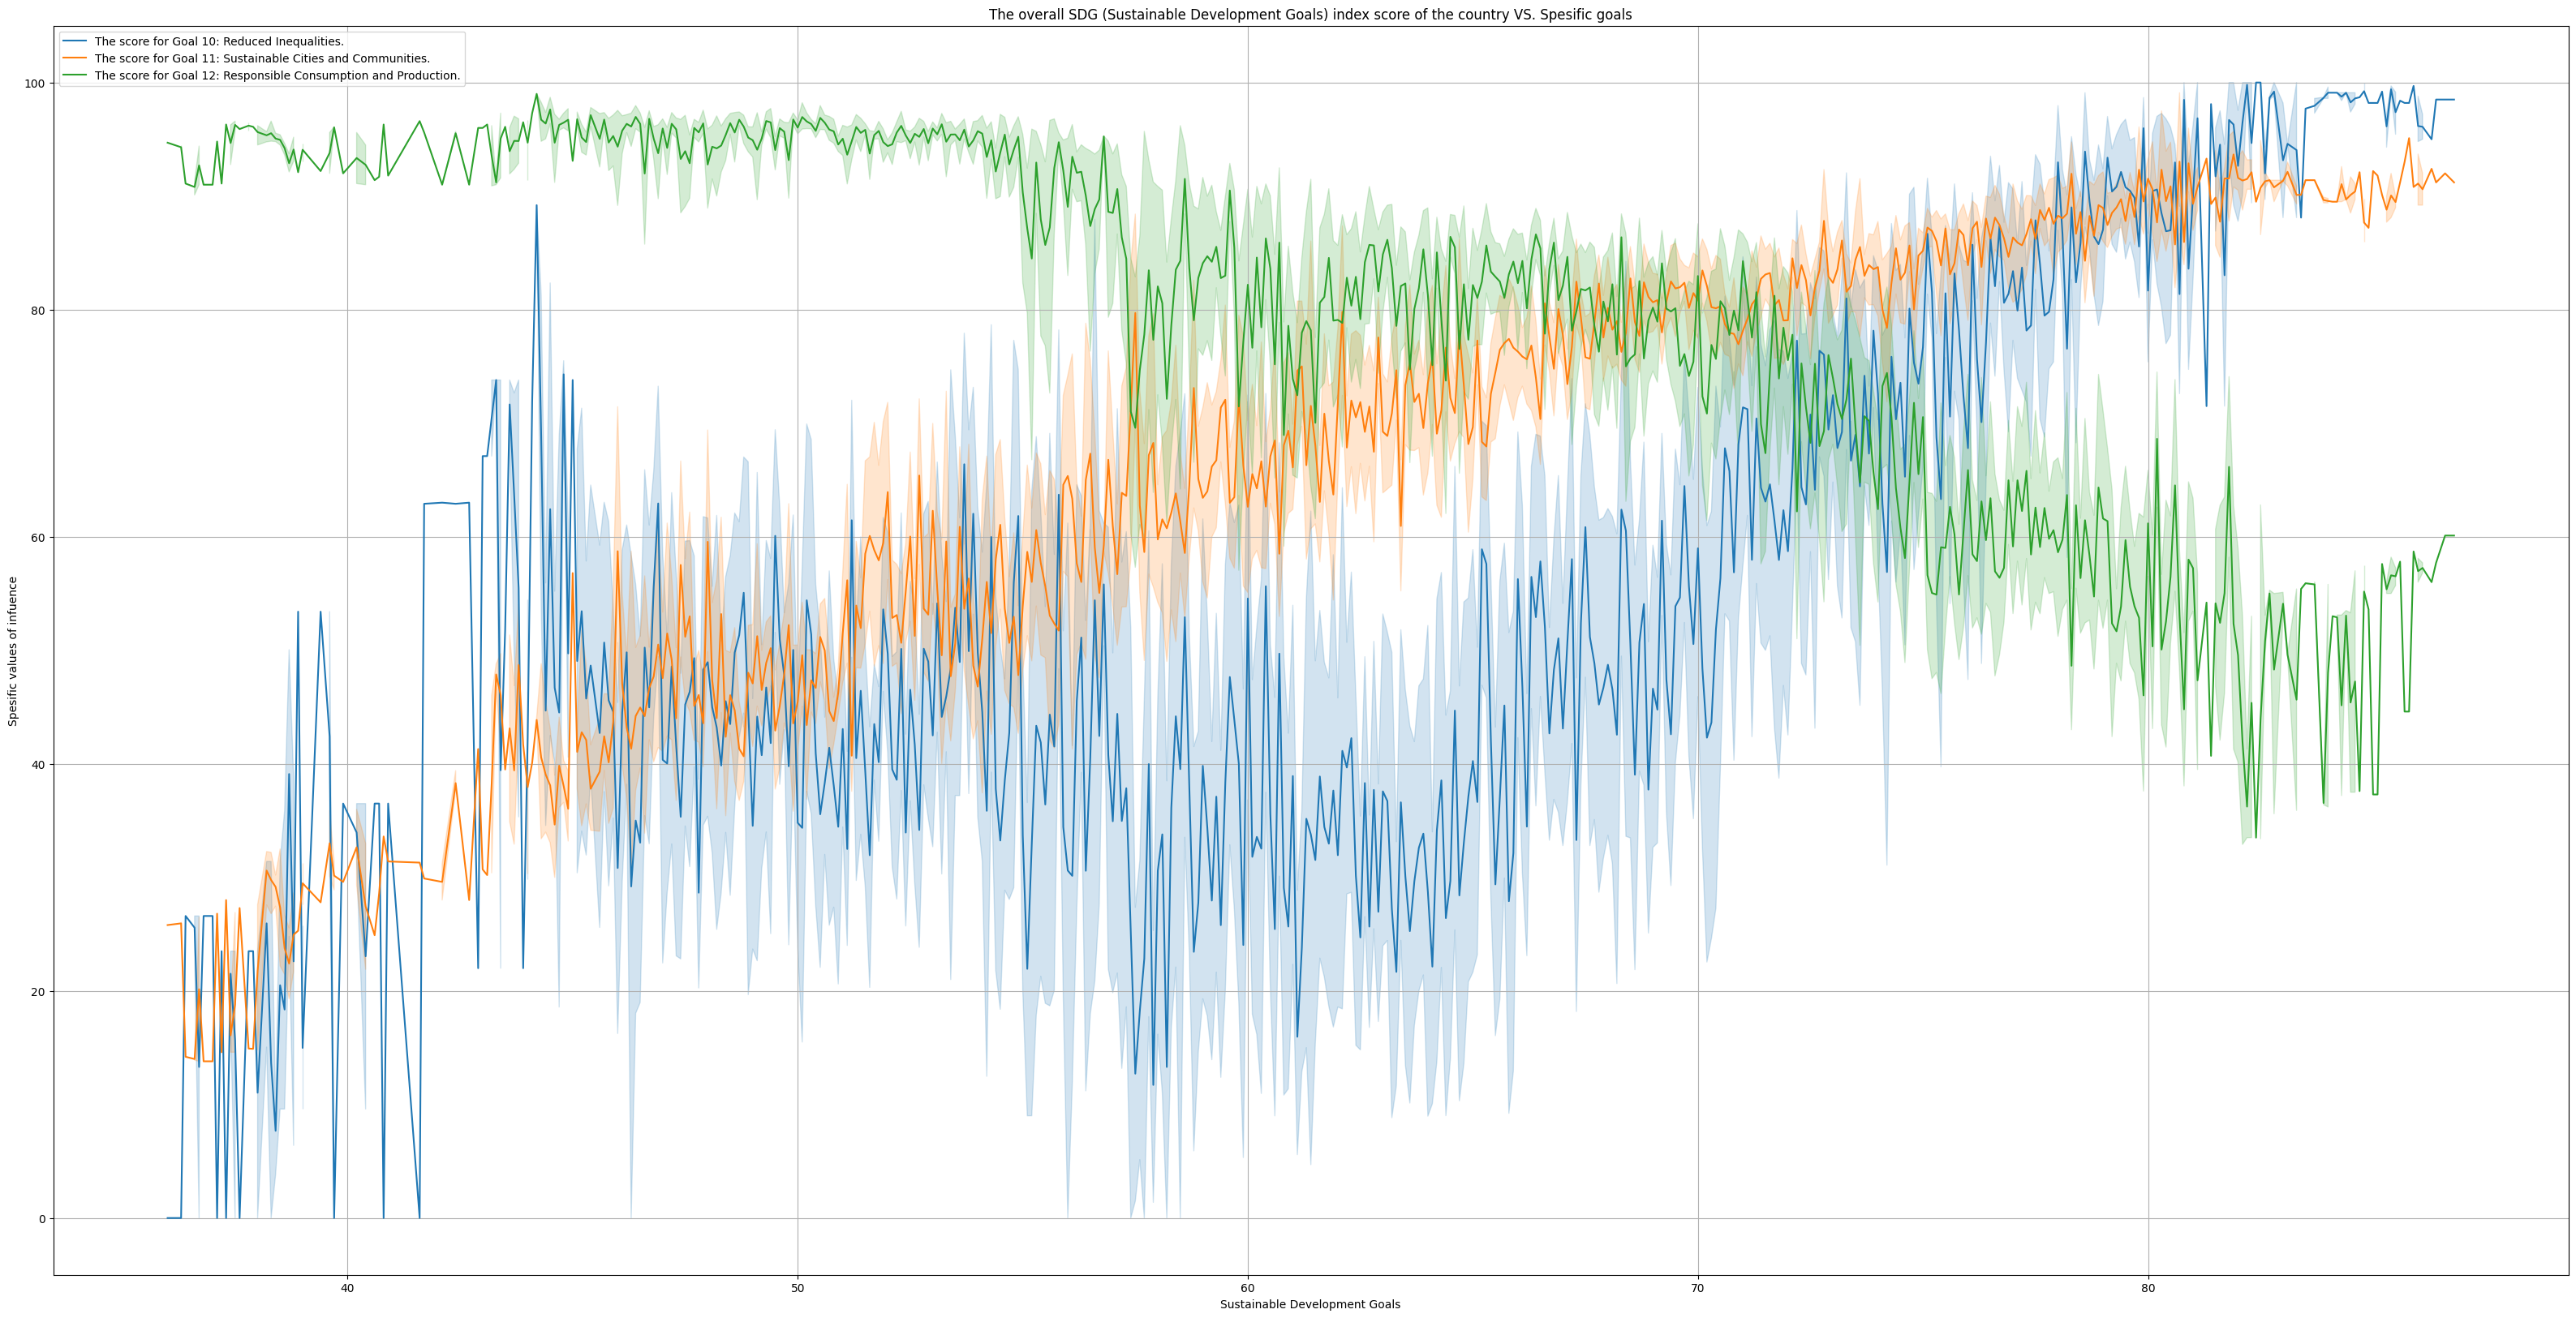 The overall SDG (Sustainable Development Goals) index score of the country VS. Spesific goals
The score for Goal 10: Reduced Inequalities.
The score for Goal 11: Sustainable Cities and Communities.
The score for Goal 12: Responsible Consumption and Production.
100
80
60
40
20
0
Spesific values of infuence
40 50 60 70 80
Sustainable Development Goals